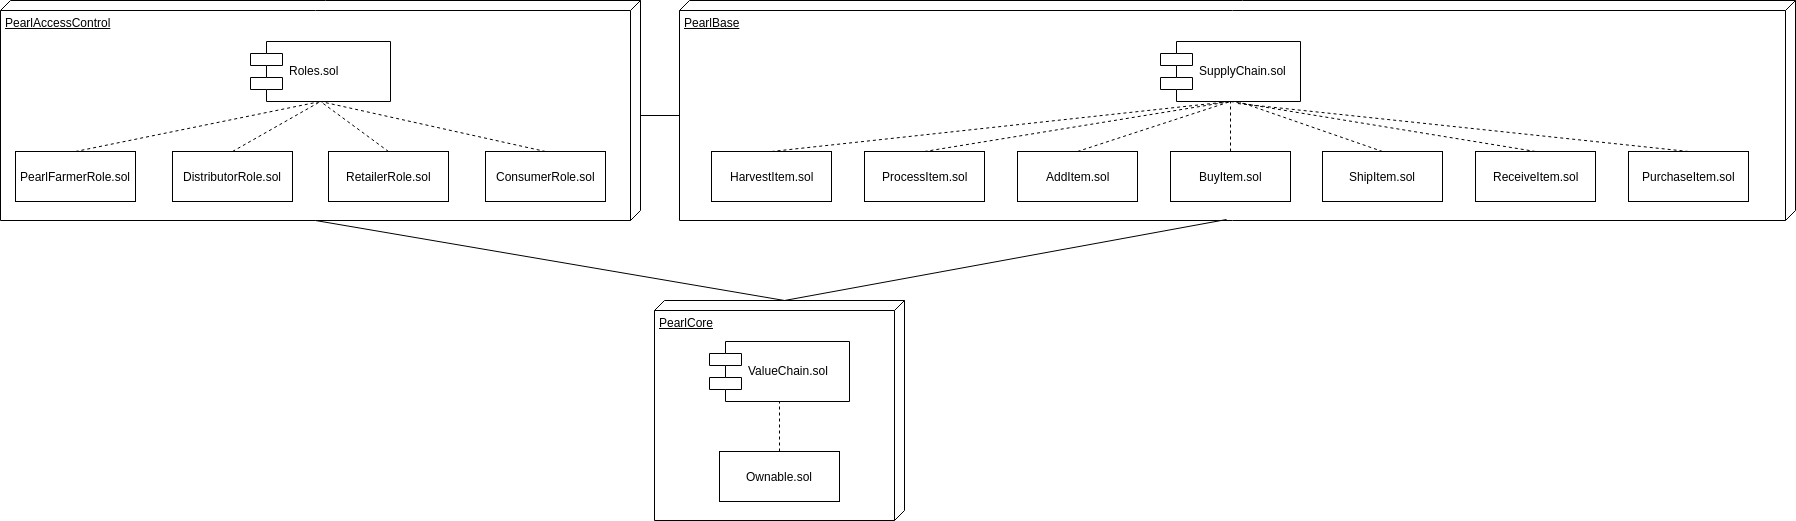 PearlAccessControl
PearlBase
Roles.sol
SupplyChain.sol
PearlFarmerRole.sol
DistributorRole.sol
RetailerRole.sol
ConsumerRole.sol
HarvestItem.sol
ProcessItem.sol
AddItem.sol
BuyItem.sol
ShipItem.sol
ReceiveItem.sol
PurchaseItem.sol
PearlCore
ValueChain.sol
Ownable.sol